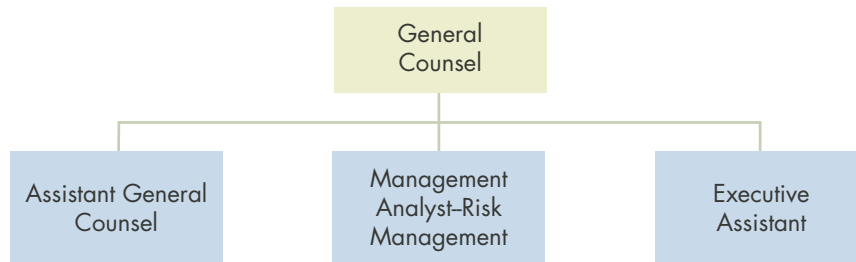 General
Counsel
Assistant General
Counsel
Management
Analyst–Risk
Management
Executive
Assistant